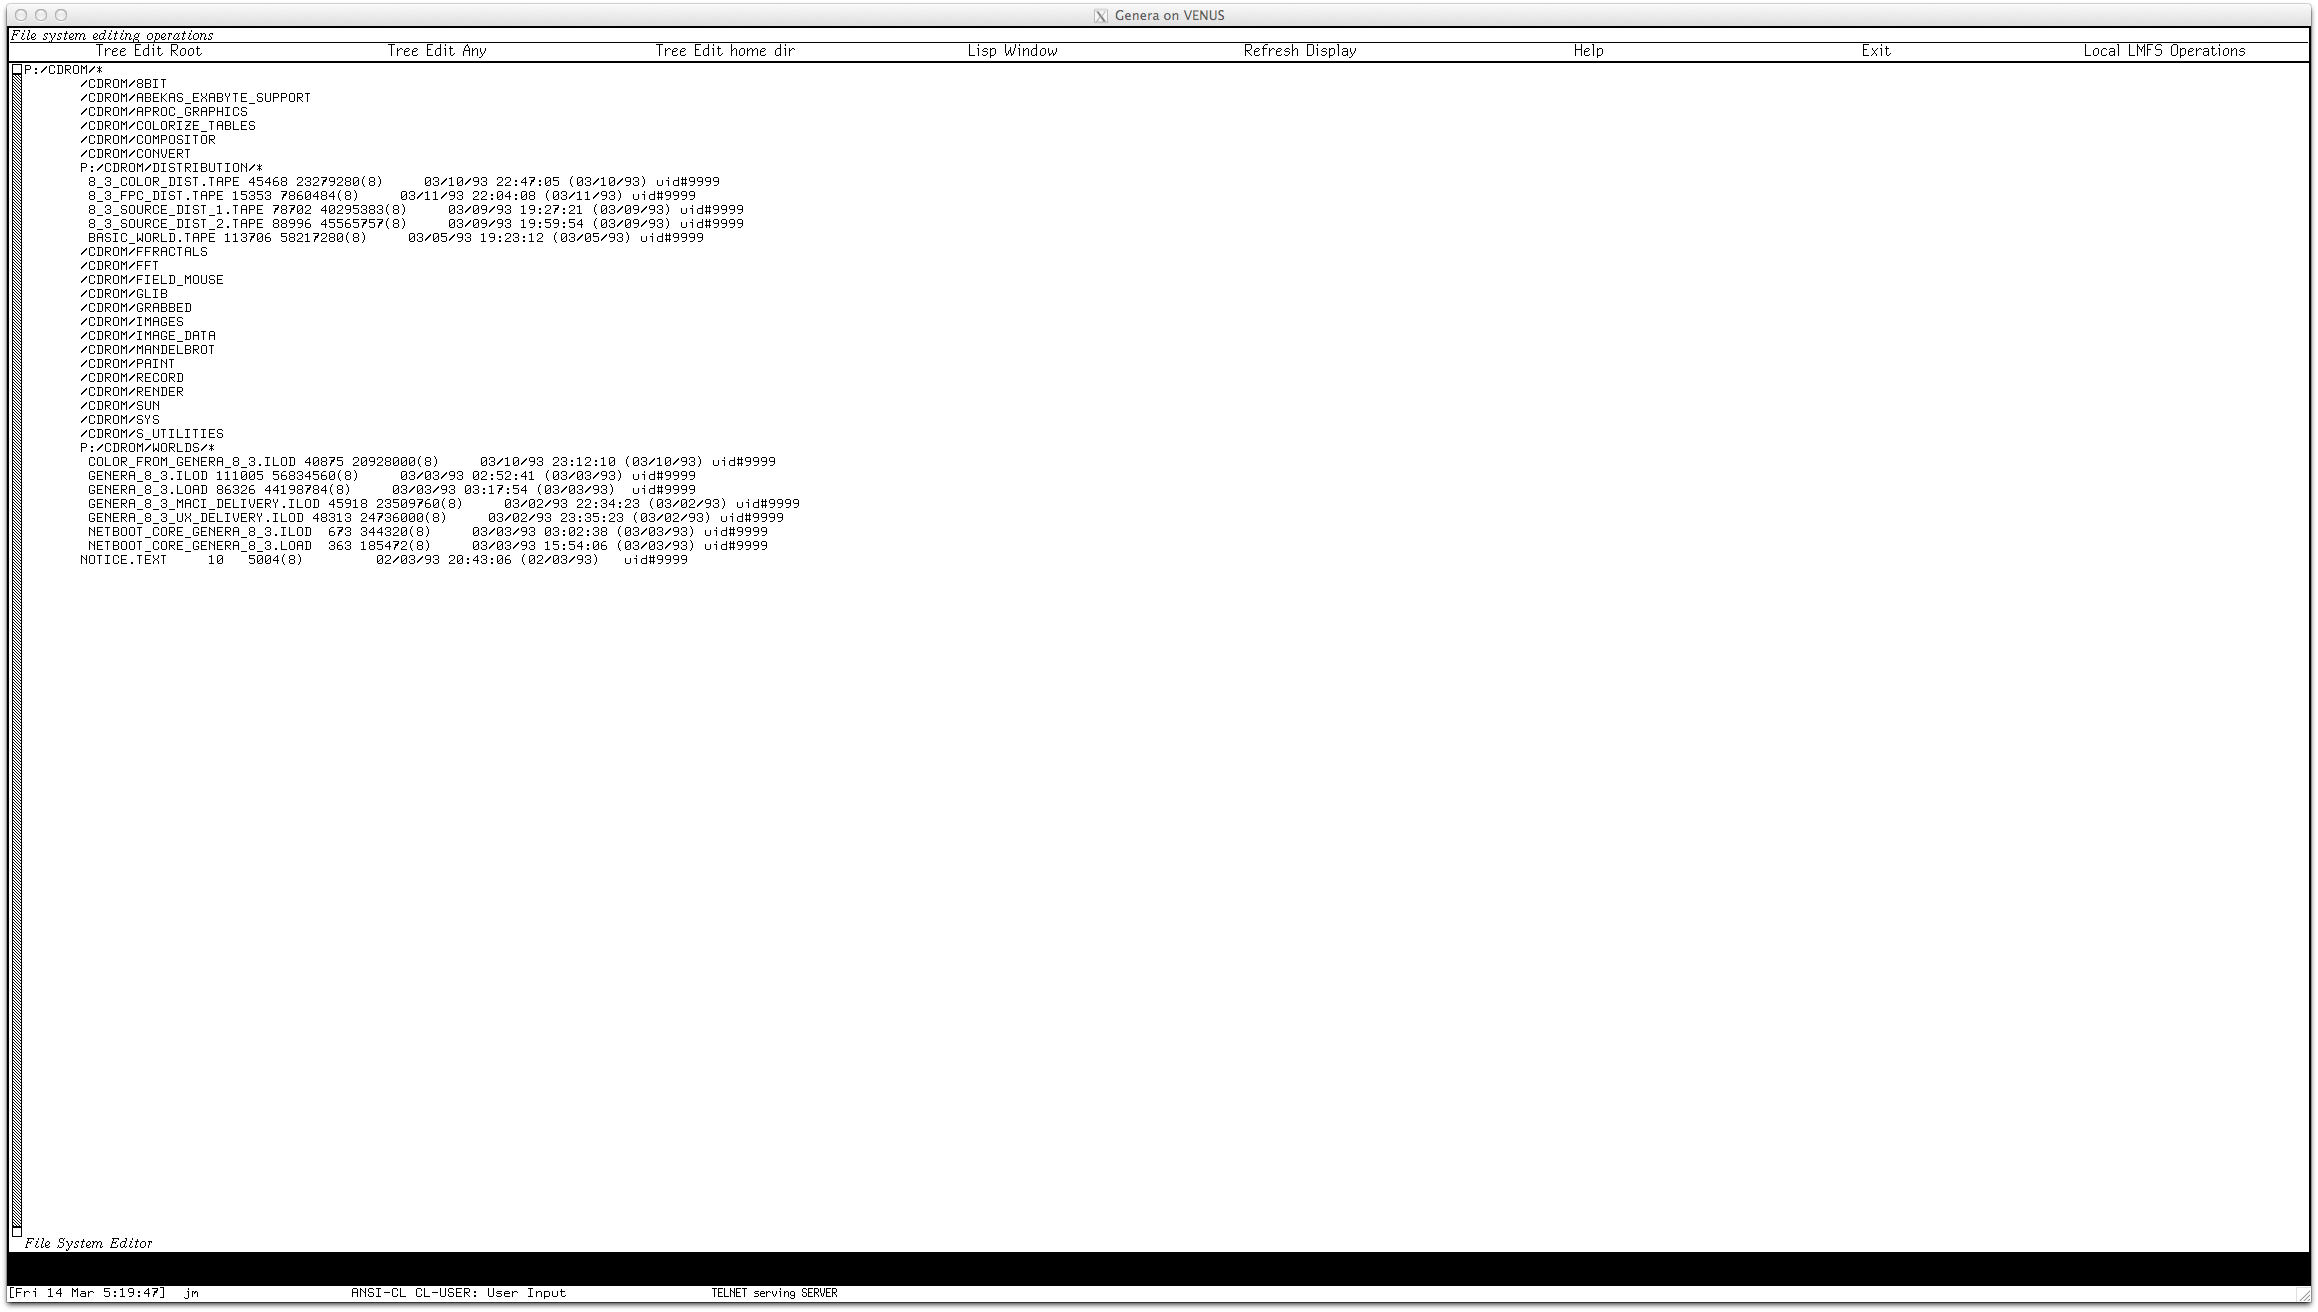 Genera on VENUS
File system editing operations
Tree Edit Root Tree Edit Any Tree Edit home dir Lisp Window Refresh Display Help Exit Local LMFS Operations
P:/CDROM/*
/CDROM/8BIT
/CDROM/ABEKAS_EXABYTE_SUPPORT
/CDROM/APROC_GRAPHICS
/CDROM/COLORIZE_TABLES
/CDROM/COMPOSITOR
/CDROM/CONVERT
P:/CDROM/DISTRIBUTION/*
8_3_COLOR_DIST.TAPE 45468 23279280(8) 03/10/93 22:47:05 (03/10/93) uid#9999
8_3_FPC_DIST.TAPE 15353 7860484(8) 03/11/93 22:04:08 (03/11/93) uid#9999
8_3_SOURCE_DIST_1.TAPE 78702 40295383(8) 03/09/93 19:27:21 (03/09/93) uid#9999
8_3_SOURCE_DIST_2.TAPE 88996 45565757(8) 03/09/93 19:59:54 (03/09/93) uid#9999
BASIC_WORLD.TAPE 113706 58217280(8) 03/05/93 19:23:12 (03/05/93) uid#9999
/CDROM/FFRACTALS
/CDROM/FFT
/CDROM/FIELD_MOUSE
/CDROM/GLIB
/CDROM/GRABBED
/CDROM/IMAGES
/CDROM/IMAGE_DATA
/CDROM/MANDELBROT
/CDROM/PAINT
/CDROM/RECORD
/CDROM/RENDER
/CDROM/SUN
/CDROM/SYS
/CDROM/S_UTILITIES
P:/CDROM/WORLDS/*
COLOR_FROM_GENERA_8_3.ILOD 40875 20928000(8) 03/10/93 23:12:10 (03/10/93) uid#9999
GENERA_8_3.ILOD 111005 56834560(8) 03/03/93 02:52:41 (03/03/93) uid#9999
GENERA_8_3.LOAD 86326 44198784(8) 03/03/93 03:17:54 (03/03/93) uid#9999
GENERA_8_3_MACI_DELIVERY.ILOD 45918 23509760(8) 03/02/93 22:34:23 (03/02/93) uid#9999
GENERA_8_3_UX_DELIVERY.ILOD 48313 24736000(8) 03/02/93 23:35:23 (03/02/93) uid#9999
NETBOOT_CORE_GENERA_8_3.ILOD 673 344320(8) 03/03/93 03:02:38 (03/03/93) uid#9999
NETBOOT_CORE_GENERA_8_3.LOAD 363 185472(8) 03/03/93 15:54:06 (03/03/93) uid#9999
NOTICE.TEXT 10 5004(8) 02/03/93 20:43:06 (02/03/93) uid#9999
File System Editor
[Fri 14 Mar 5:19:47] jm ANSI-CL CL-USER: User Input TELNET serving SERVER